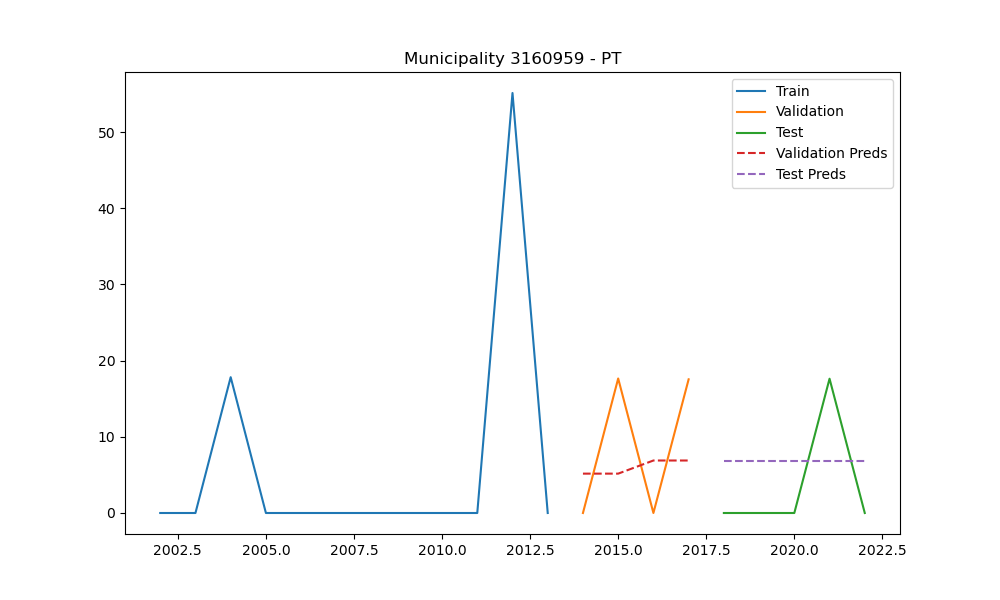 Municipality 3160959 - PT
Train
Validation
Test
Validation Preds
Test Preds
50
40
30
20
10
0
2002.5 2005.0 2007.5 2010.0 2012.5 2015.0 2017.5 2020.0 2022.5